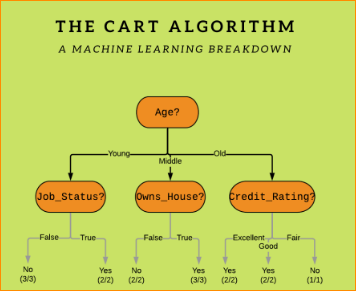 THE CART ALGORITHM
A MACHINE LEARNING BREAKDOWN
Age?
Young
Middle
Old
Job_Status?
Owns_House?
Credit_Rating?
False
True
False
True
Excellent
Good
Fair
No
(3/3)
Yes
(2/2)
No
(2/2)
Yes
(3/3)
Yes
(2/2)
Yes
(2/2)
No
(1/1)